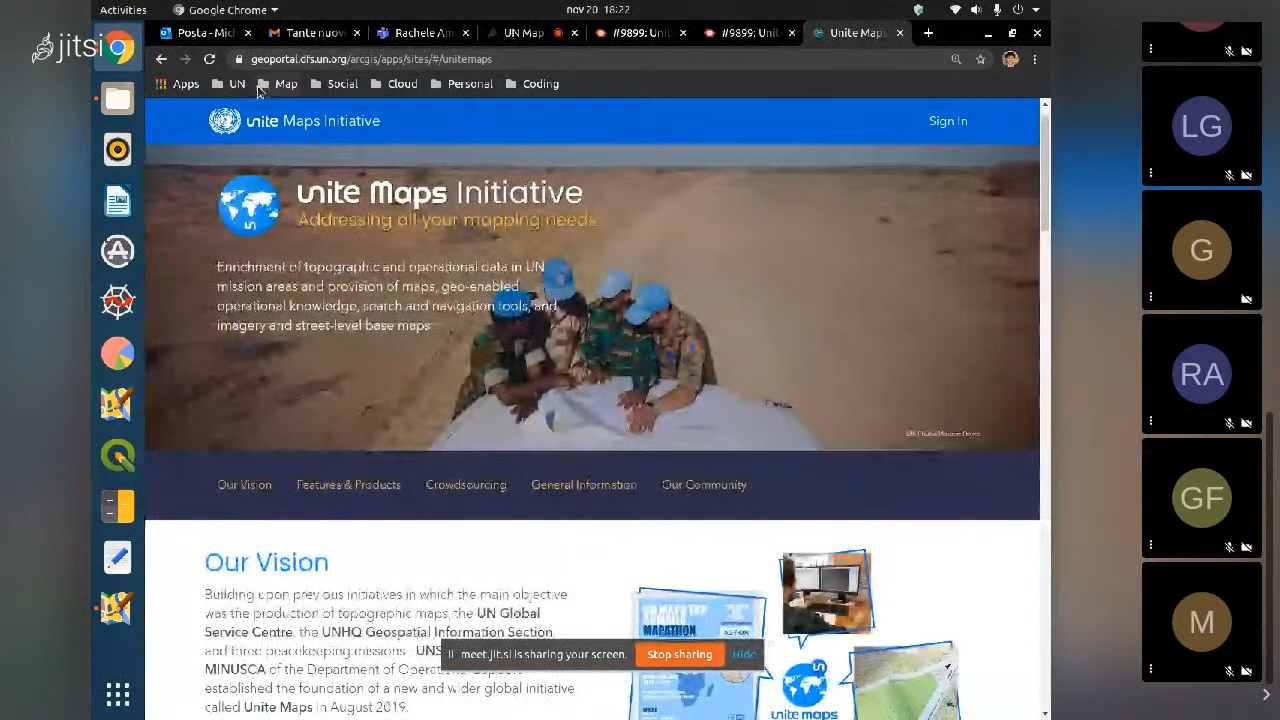 jitsi
Activities
Google Chrome
nov 20 18:22
Posta - Mich
Tante nuov
Rachele Am
UN Map
#9899: Unit
#9899: Unit
Unite Maps
geoportal.dfs.un.org/arcgis/apps/sites/#/unitemaps
Apps
UN
Map
Social
Cloud
Personal
Coding
unite Maps Initiative
Sign In
unite Maps Initiative
Addressing all your mapping needs
Enrichment of topographic and operational data in UN
mission areas and provision of maps, geo-enabled
operational knowledge, search and navigation tools, and
imagery and street-level base maps
Our Vision
Features & Products
Crowdsourcing
General Information
Our Community
Our Vision
Building upon previous initiatives in which the main objective
was the production of topographic maps, the UN Global
Service Centre, the UNHQ Geospatial Information Section,
and three peacekeeping missions - UNS
MINUSCA of the Department of Opera
established the foundation of a new and wider global initiative
called Unite Maps in August 2019.
MAPATHON
unite maps
meet.jit.si is sharing your screen.
Stop sharing
Hide
LG
G
RA
GF
M